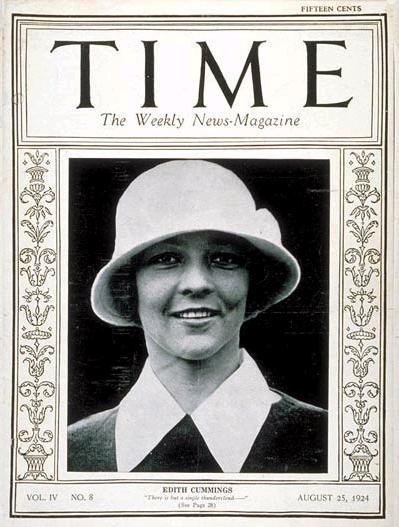 FIFTEEN CENTS
TIME
The Weekly News-Magazine
EDITH CUMMINGS
"There is but a single thundercloud——"
(See Page 28)
VOL. IV NO. 8 AUGUST 25, 1924